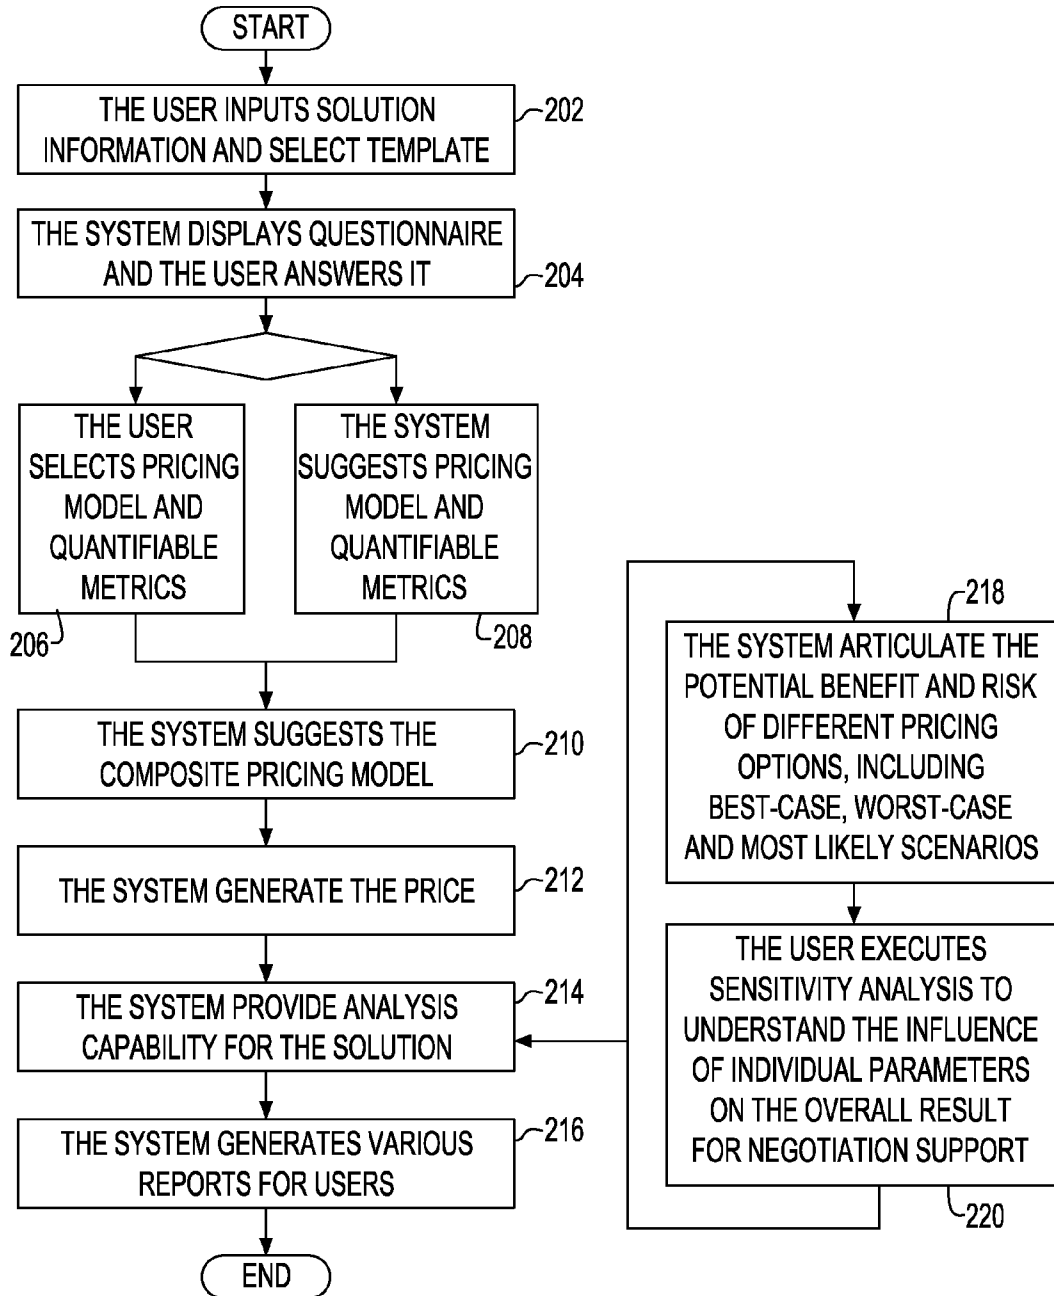 START
THE USER INPUTS SOLUTION
INFORMATION AND SELECT TEMPLATE
202
THE SYSTEM DISPLAYS QUESTIONNAIRE
AND THE USER ANSWERS IT
204
THE USER
SELECTS PRICING
MODEL AND
QUANTIFIABLE
METRICS
206
THE SYSTEM
SUGGESTS PRICING
MODEL AND
QUANTIFIABLE
METRICS
208
THE SYSTEM SUGGESTS THE
COMPOSITE PRICING MODEL
210
THE SYSTEM GENERATE THE PRICE
212
THE SYSTEM PROVIDE ANALYSIS
CAPABILITY FOR THE SOLUTION
214
THE SYSTEM GENERATES VARIOUS
REPORTS FOR USERS
216
END
218
THE SYSTEM ARTICULATE THE
POTENTIAL BENEFIT AND RISK
OF DIFFERENT PRICING
OPTIONS, INCLUDING
BEST-CASE, WORST-CASE
AND MOST LIKELY SCENARIOS
THE USER EXECUTES
SENSITIVITY ANALYSIS TO
UNDERSTAND THE INFLUENCE
OF INDIVIDUAL PARAMETERS
ON THE OVERALL RESULT
FOR NEGOTIATION SUPPORT
220